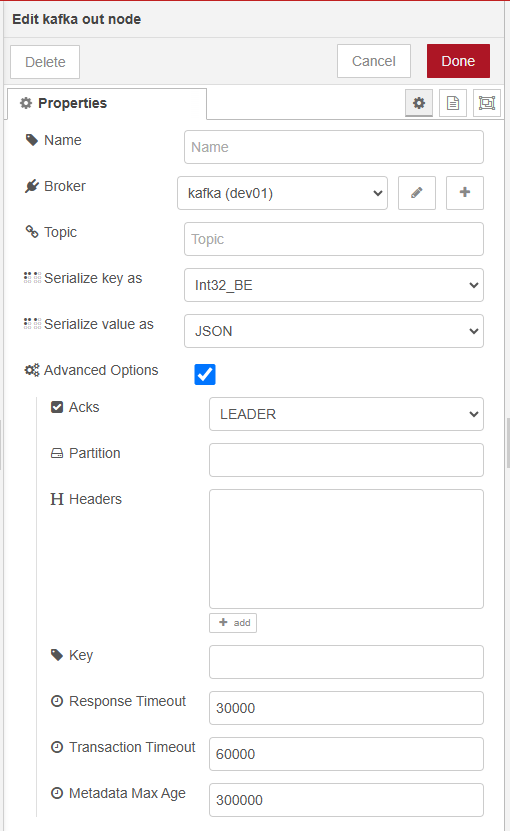 Edit kafka out node
Delete
Cancel
Done
Properties
Name
Name
Broker
kafka (dev01)
Topic
Topic
Serialize key as
Int32_BE
Serialize value as
JSON
Advanced Options
Acks
LEADER
Partition
H Headers
+ add
Key
Response Timeout
30000
Transaction Timeout
60000
Metadata Max Age
300000